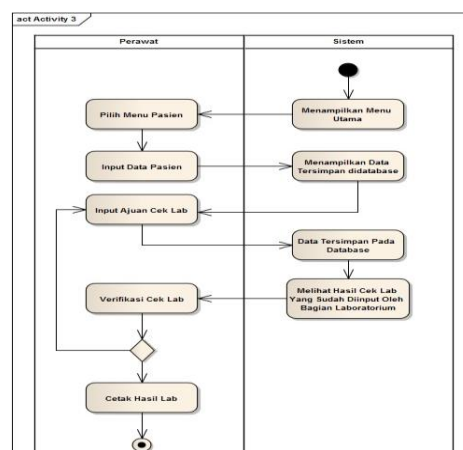 act Activity 3
Perawat
Sistem
Menampilkan Menu
Utama
Pilih Menu Pasien
Input Data Pasien
Menampilkan Data
Tersimpan didatabase
Input Ajuan Cek Lab
Data Tersimpan Pada
Database
Melihat Hasil Cek Lab
Yang Sudah Diinput Oleh
Bagian Laboratorium
Verifikasi Cek Lab
Cetak Hasil Lab